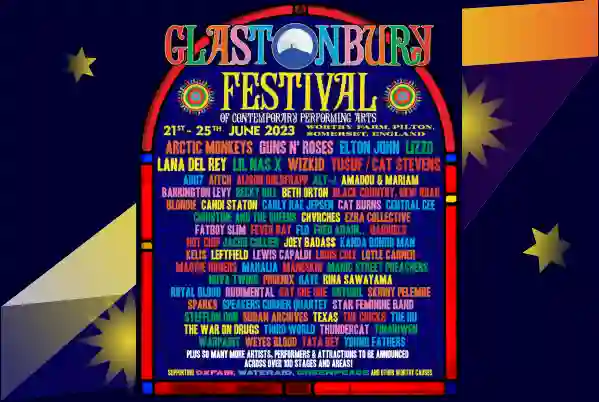 GLASTONBURY
FESTIVAL
OF CONTEMPORARY PERFORMING ARTS
21ST - 25TH JUNE 2023 WORTHY FARM, PILTON, SOMERSET, ENGLAND
ARCTIC MONKEYS GUNS N' ROSES ELTON JOHN LIZZO
LANA DEL REY LIL NAS X WIZKID YUSUF / CAT STEVENS
AITCH ALISON GOLDFRAPP ALT-J AMADOU & MARIAM
BARRINGTON LEVY BECKY HILL BETH ORTON BLACK COUNTRY, NEW ROAD
BLONDIE CANDI STATON CARLY RAE JEPSEN CAT BURNS CENTRAL CEE
CHRISTINE AND THE QUEENS CHVRCHES EZRA COLLECTIVE
FATBOY SLIM FEVER RAY FLO FRED AGAIN..
HOT CHIP JACOB COLLIER JOEY BADASS KANDA BONGO MAN
KELIS LEFTFIELD LEWIS CAPALDI LOUIS COLE LOYLE CARNER
MAGGIE ROGERS MAHALIA MÅNESKIN MANIC STREET PREACHERS
NOVA TWINS PHOENIX RAYE RINA SAWAYAMA
ROYAL BLOOD RUDIMENTAL SAY SHE SHE SHYGIRL SKINNY PELEMBE
SPARKS SPEAKERS CORNER QUARTET STAR FEMININE BAND
STEFFLON DON SUDAN ARCHIVES TEXAS THE CHICKS THE HU
THE WAR ON DRUGS THIRD WORLD THUNDERCAT TINARIWEN
WARPAINT WEYES BLOOD YAYA BEY YOUNG FATHERS
PLUS SO MANY MORE ARTISTS, PERFORMERS & ATTRACTIONS TO BE ANNOUNCED
ACROSS OVER 100 STAGES AND AREAS!
SUPPORTING OXFAM, WATERAID, GREENPEACE AND OTHER WORTHY CAUSES